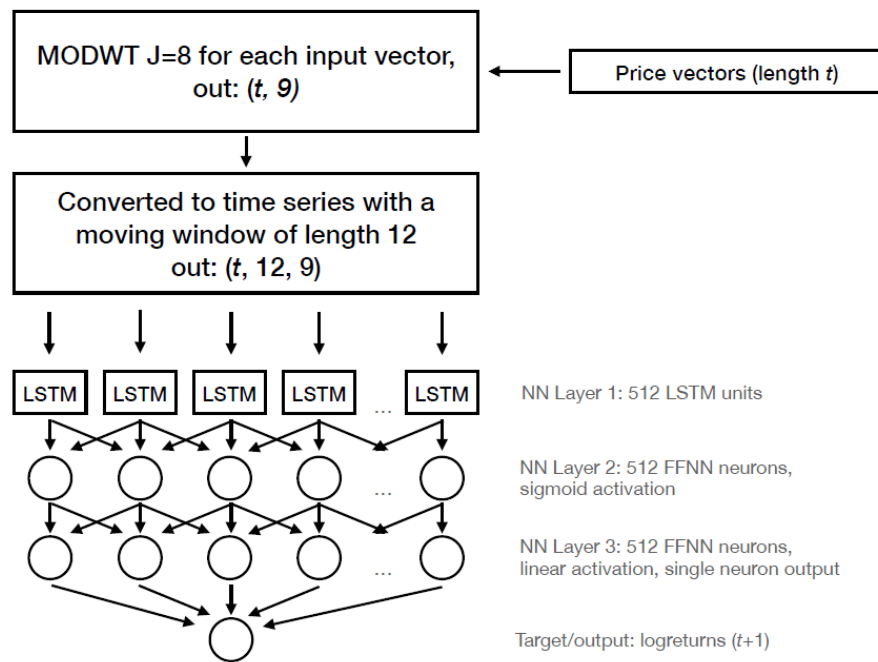 MODWT J=8 for each input vector,
out: (t, 9)
Price vectors (length t)
Converted to time series with a
moving window of length 12
out: (t, 12, 9)
LSTM
LSTM
LSTM
LSTM
...
LSTM
NN Layer 1: 512 LSTM units
...
NN Layer 2: 512 FFNN neurons,
sigmoid activation
...
NN Layer 3: 512 FFNN neurons,
linear activation, single neuron output
Target/output: logreturns (t+1)